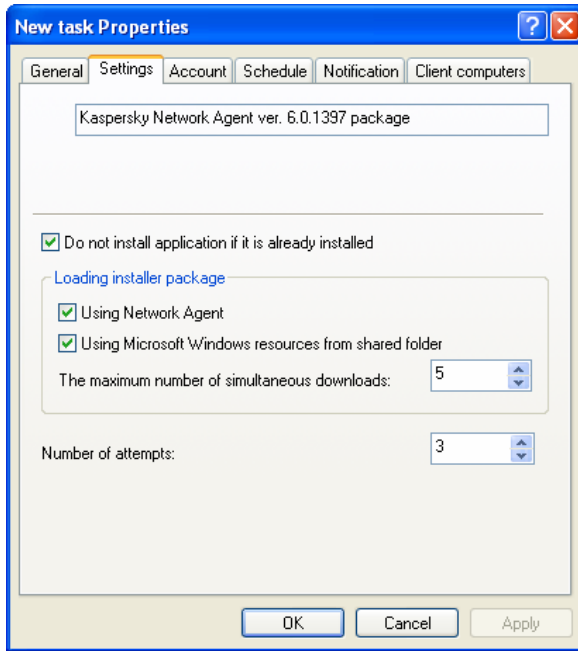 New task Properties
General Settings Account Schedule Notification Client computers
Kaspersky Network Agent ver. 6.0.1397 package
Do not install application if it is already installed
Loading installer package
Using Network Agent
Using Microsoft Windows resources from shared folder
The maximum number of simultaneous downloads: 5
Number of attempts: 3
OK Cancel Apply